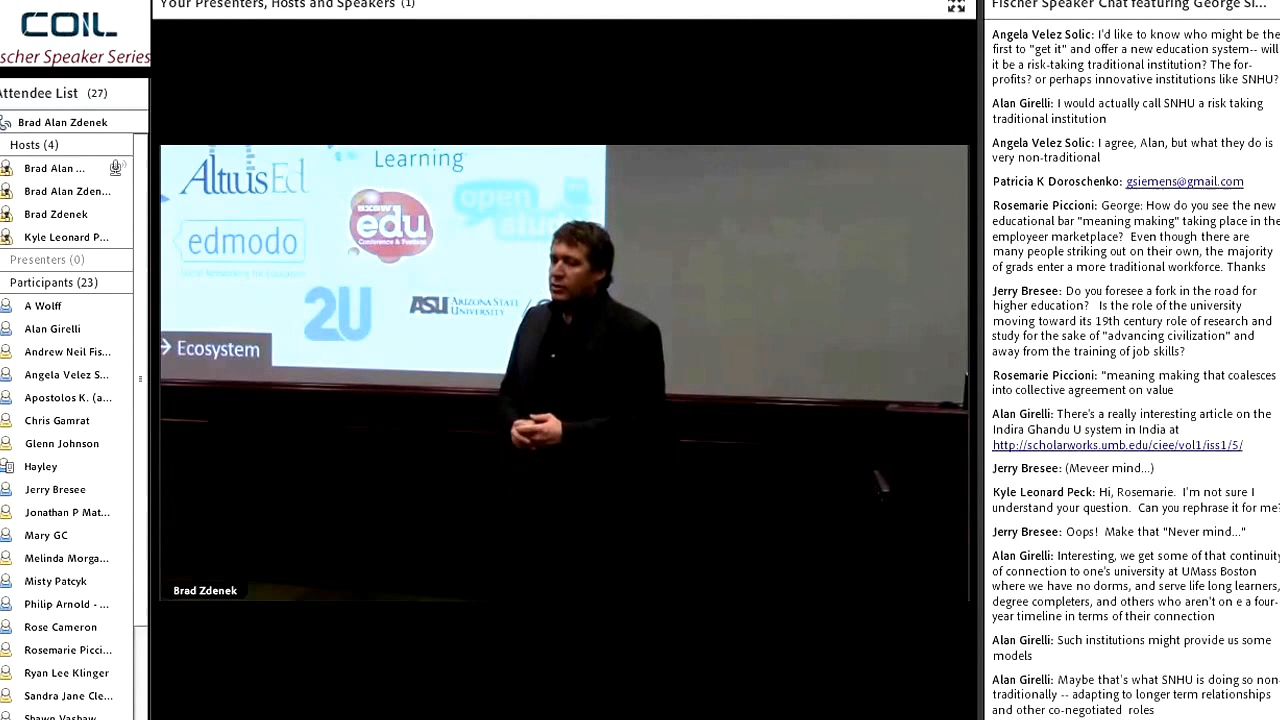 COIL
scher Speaker Series
Attendee List (27)
Brad Alan Zdenek
Hosts (4)
Brad Alan ...
Brad Alan Zden...
Brad Zdenek
Kyle Leonard P...
Presenters (0)
Participants (23)
A Wolff
Alan Girelli
Andrew Neil Fis...
Angela Velez S...
Apostolos K. (a...
Chris Gamrat
Glenn Johnson
Hayley
Jerry Bresee
Jonathan P Mat...
Mary GC
Melinda Morga...
Misty Patcyk
Philip Arnold - ...
Rose Cameron
Rosemarie Picci...
Ryan Lee Klinger
Sandra Jane Cle...
Shawn Vashaw
Your Presenters, Hosts and Speakers (1)
Learning
AltiusEd
SXSW
edu
Conference & Festival
open
study
edmodo
Social Networking for Education
2U
ASU ARIZONA STATE
UNIVERSITY
Ecosystem
Brad Zdenek
Fischer Speaker Chat featuring George Si...
Angela Velez Solic: I'd like to know who might be the
first to "get it" and offer a new education system-- will
it be a risk-taking traditional institution? The for-
profits? or perhaps innovative institutions like SNHU?
Alan Girelli: I would actually call SNHU a risk taking
traditional institution
Angela Velez Solic: I agree, Alan, but what they do is
very non-traditional
Patricia K Doroschenko: gsiemens@gmail.com
Rosemarie Piccioni: George: How do you see the new
educational bar "meaning making" taking place in the
employeer marketplace? Even though there are
many people striking out on their own, the majority
of grads enter a more traditional workforce. Thanks
Jerry Bresee: Do you foresee a fork in the road for
higher education? Is the role of the university
moving toward its 19th century role of research and
study for the sake of "advancing civilization" and
away from the training of job skills?
Rosemarie Piccioni: "meaning making that coalesces
into collective agreement on value
Alan Girelli: There's a really interesting article on the
Indira Ghandu U system in India at
http://scholarworks.umb.edu/ciee/vol1/iss1/5/
Jerry Bresee: (Meveer mind...)
Kyle Leonard Peck: Hi, Rosemarie. I'm not sure I
understand your question. Can you rephrase it for me?
Jerry Bresee: Oops! Make that "Never mind..."
Alan Girelli: Interesting, we get some of that continuity
of connection to one's university at UMass Boston
where we have no dorms, and serve life long learners,
degree completers, and others who aren't on e a four-
year timeline in terms of their connection
Alan Girelli: Such institutions might provide us some
models
Alan Girelli: Maybe that's what SNHU is doing so non-
traditionally -- adapting to longer term relationships
and other co-negotiated roles